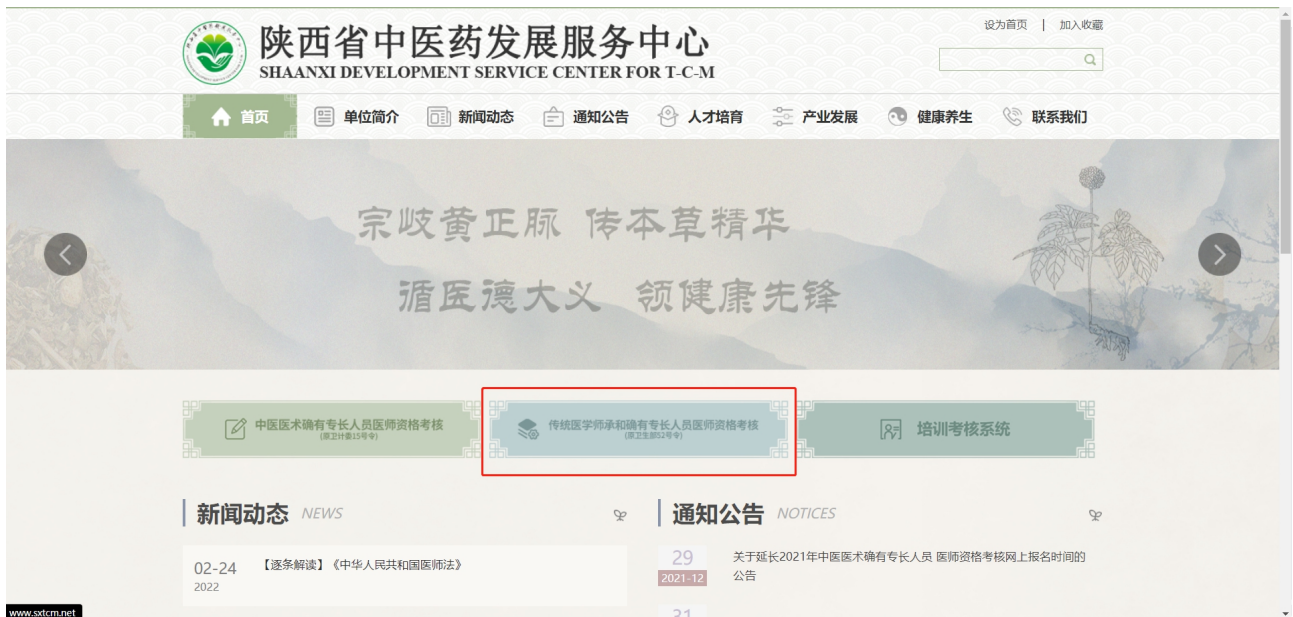 设为首页 | 加入收藏
陕西省中医药发展服务中心
SHAANXI DEVELOPMENT SERVICE CENTER FOR T-C-M
首页 单位简介 新闻动态 通知公告 人才培育 产业发展 健康养生 联系我们
宗岐黄正脉 传本草精华
循医德大义 领健康先锋
中医医术确有专长人员医师资格考核
(原卫计委15号令)
传统医学师承和确有专长人员医师资格考核
(原卫生部52号令)
培训考核系统
新闻动态 NEWS
通知公告 NOTICES
02-24
2022
【逐条解读】《中华人民共和国医师法》
29
2021-12
关于延长2021年中医医术确有专长人员 医师资格考核网上报名时间的
公告
31
www.sxtcm.net